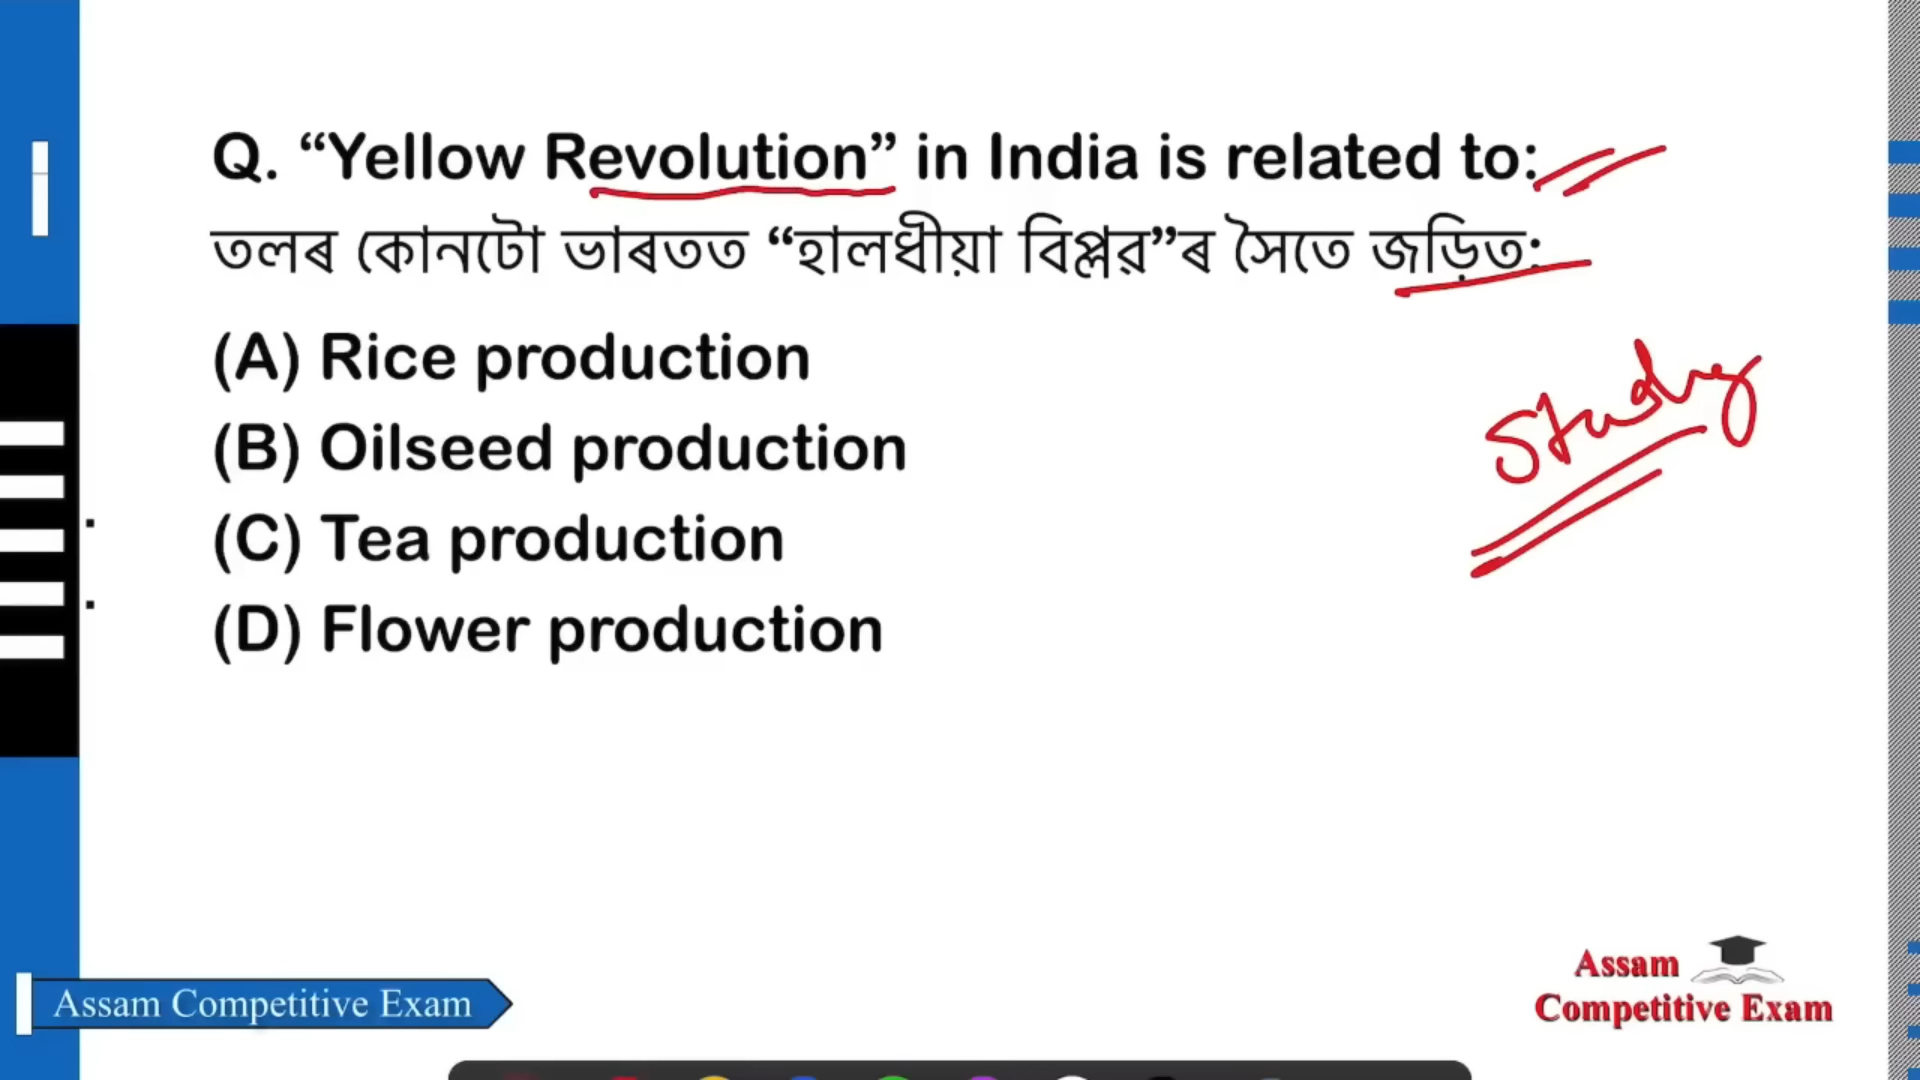 Q. “Yellow Revolution” in India is related to:
তলৰ কোনটো ভাৰতত “হালধীয়া বিপ্লৱ”ৰ সৈতে জড়িত:
(A) Rice production
(B) Oilseed production
(C) Tea production
(D) Flower production
Study
Assam Competitive Exam
Assam
Competitive Exam